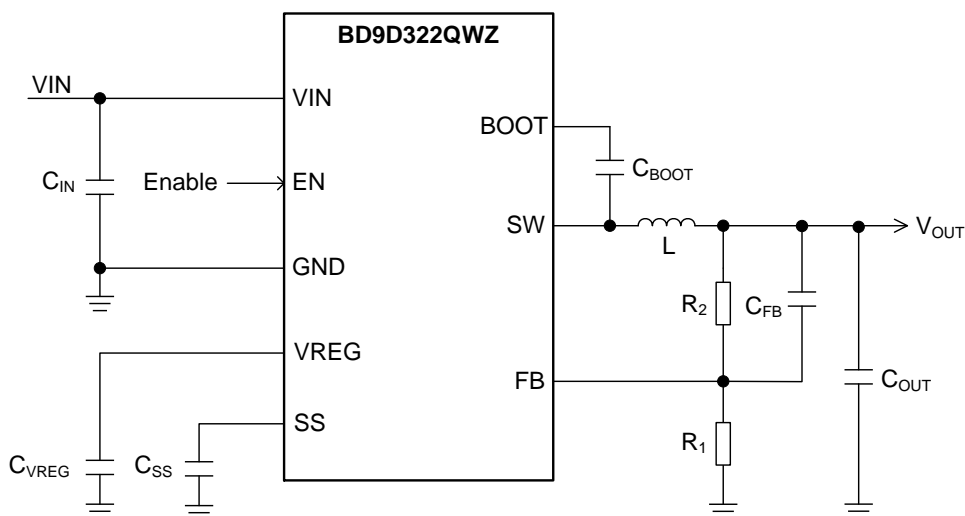 BD9D322QWZ
VIN
VIN
BOOT
C_IN
Enable
EN
C_BOOT
SW
V_OUT
L
GND
R_2
C_FB
VREG
FB
C_OUT
SS
R_1
C_VREG
C_SS